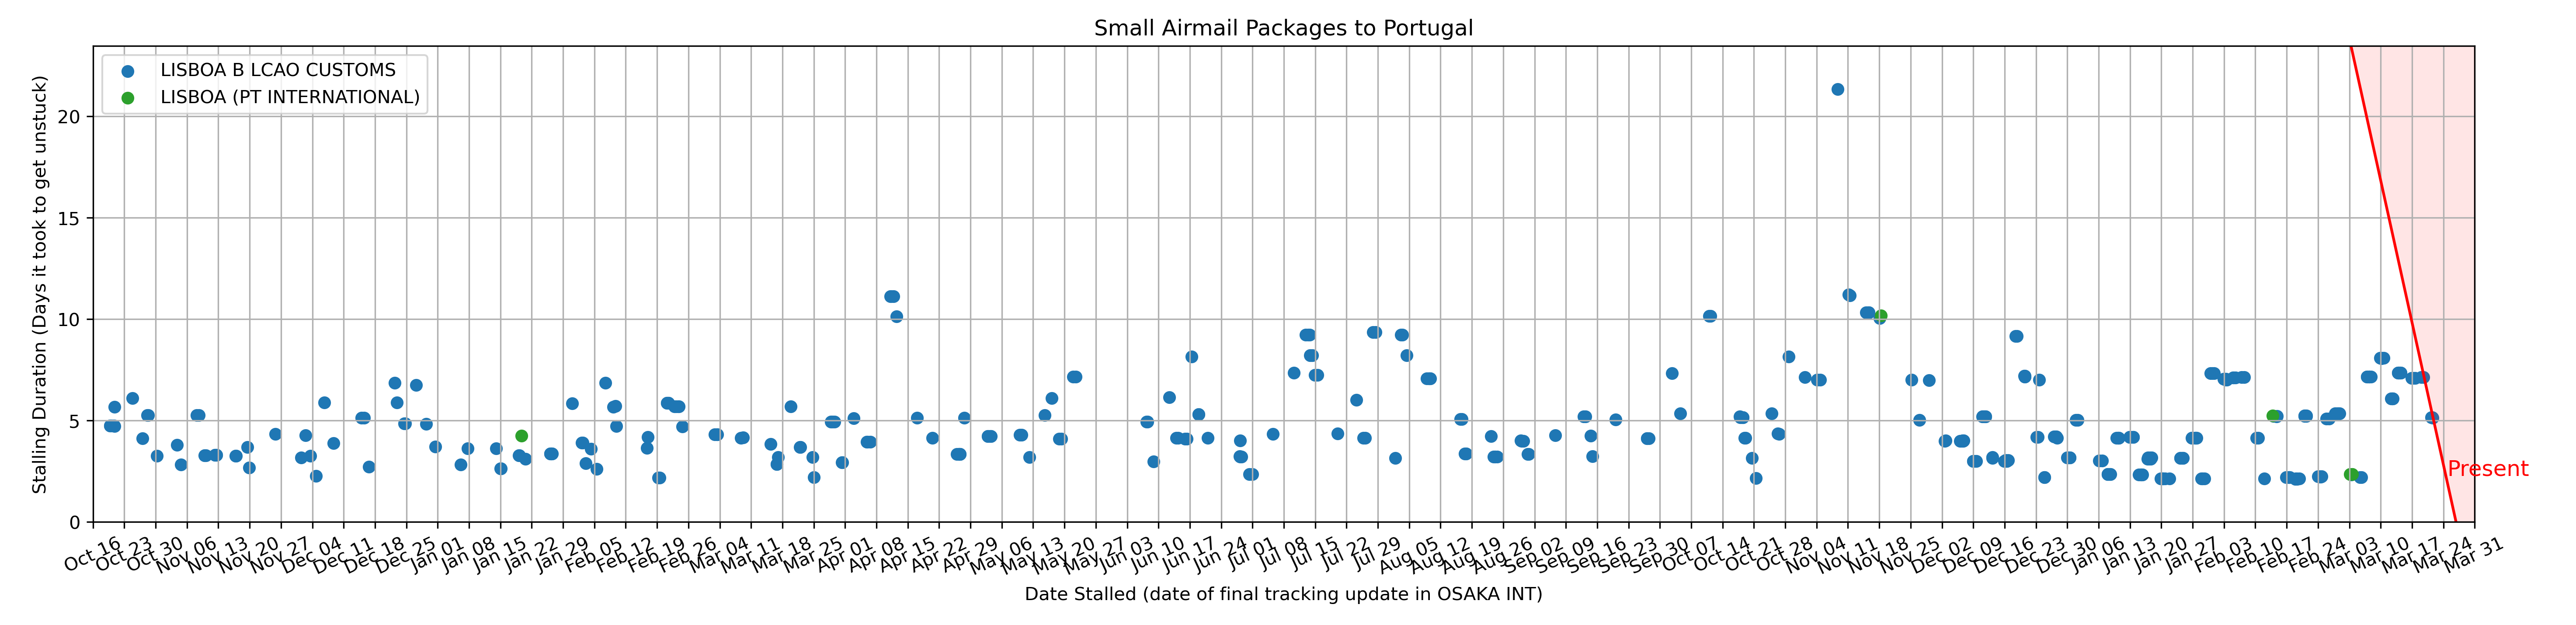 Small Airmail Packages to Portugal
LISBOA B LCAO CUSTOMS
LISBOA (PT INTERNATIONAL)
Stalling Duration (Days it took to get unstuck)
20
15
10
5
0
Present
Oct 16
Oct 23
Oct 30
Nov 06
Nov 13
Nov 20
Nov 27
Dec 04
Dec 11
Dec 18
Dec 25
Jan 01
Jan 08
Jan 15
Jan 22
Jan 29
Feb 05
Feb 12
Feb 19
Feb 26
Mar 04
Mar 11
Mar 18
Mar 25
Apr 01
Apr 08
Apr 15
Apr 22
Apr 29
May 06
May 13
May 20
May 27
Jun 03
Jun 10
Jun 17
Jun 24
Jul 01
Jul 08
Jul 15
Jul 22
Jul 29
Aug 05
Aug 12
Aug 19
Aug 26
Sep 02
Sep 09
Sep 16
Sep 23
Sep 30
Oct 07
Oct 14
Oct 21
Oct 28
Nov 04
Nov 11
Nov 18
Nov 25
Dec 02
Dec 09
Dec 16
Dec 23
Dec 30
Jan 06
Jan 13
Jan 20
Jan 27
Feb 03
Feb 10
Feb 17
Feb 24
Mar 03
Mar 10
Mar 17
Mar 24
Mar 31
Date Stalled (date of final tracking update in OSAKA INT)